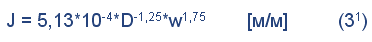 J = 5,13*10⁻⁴*D⁻¹,²⁵*w¹,⁷⁵ [м/м] (3¹)